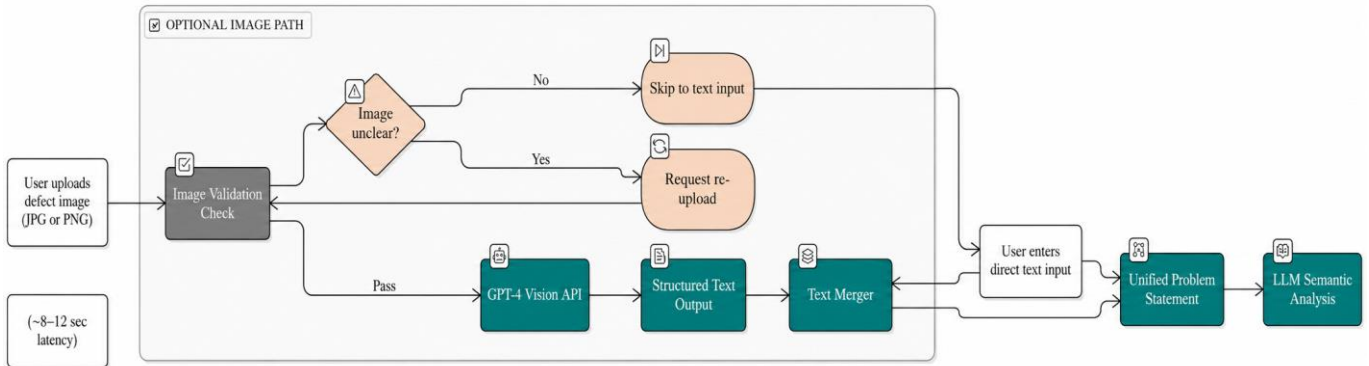 OPTIONAL IMAGE PATH
No
Skip to text input
Image
unclear?
Yes
Request re-
upload
User uploads
defect image
(JPG or PNG)
Image Validation
Check
User enters
direct text input
Pass
GPT-4 Vision API
Structured Text
Output
Text Merger
Unified Problem
Statement
LLM Semantic
Analysis
(~8–12 sec
latency)